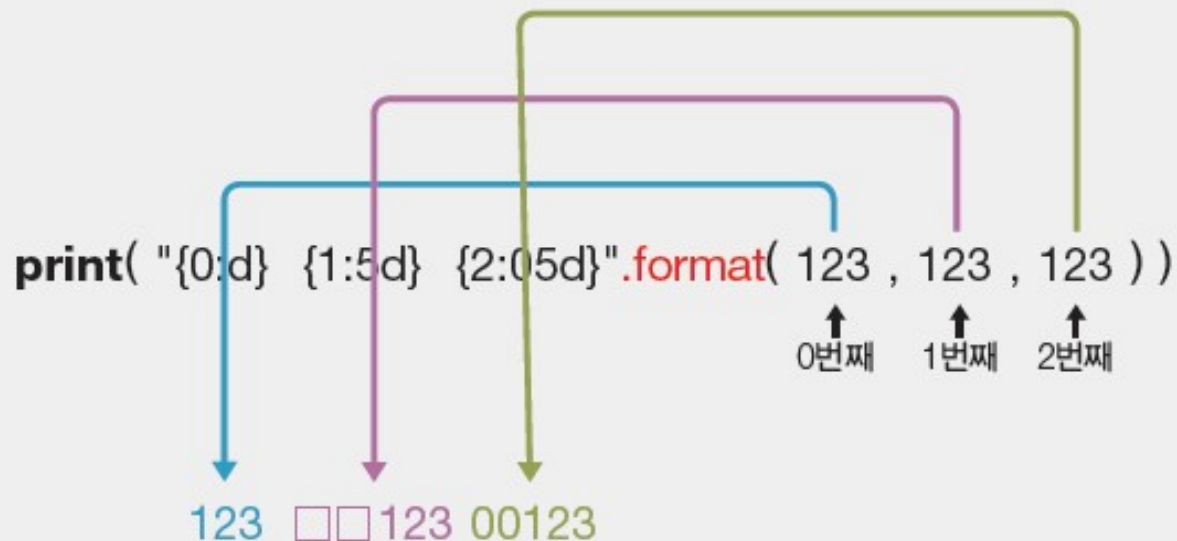 print( "{0:d} {1:5d} {2:05d}".format( 123 , 123 , 123 ) )
0번째 1번째 2번째
123 □□123 00123